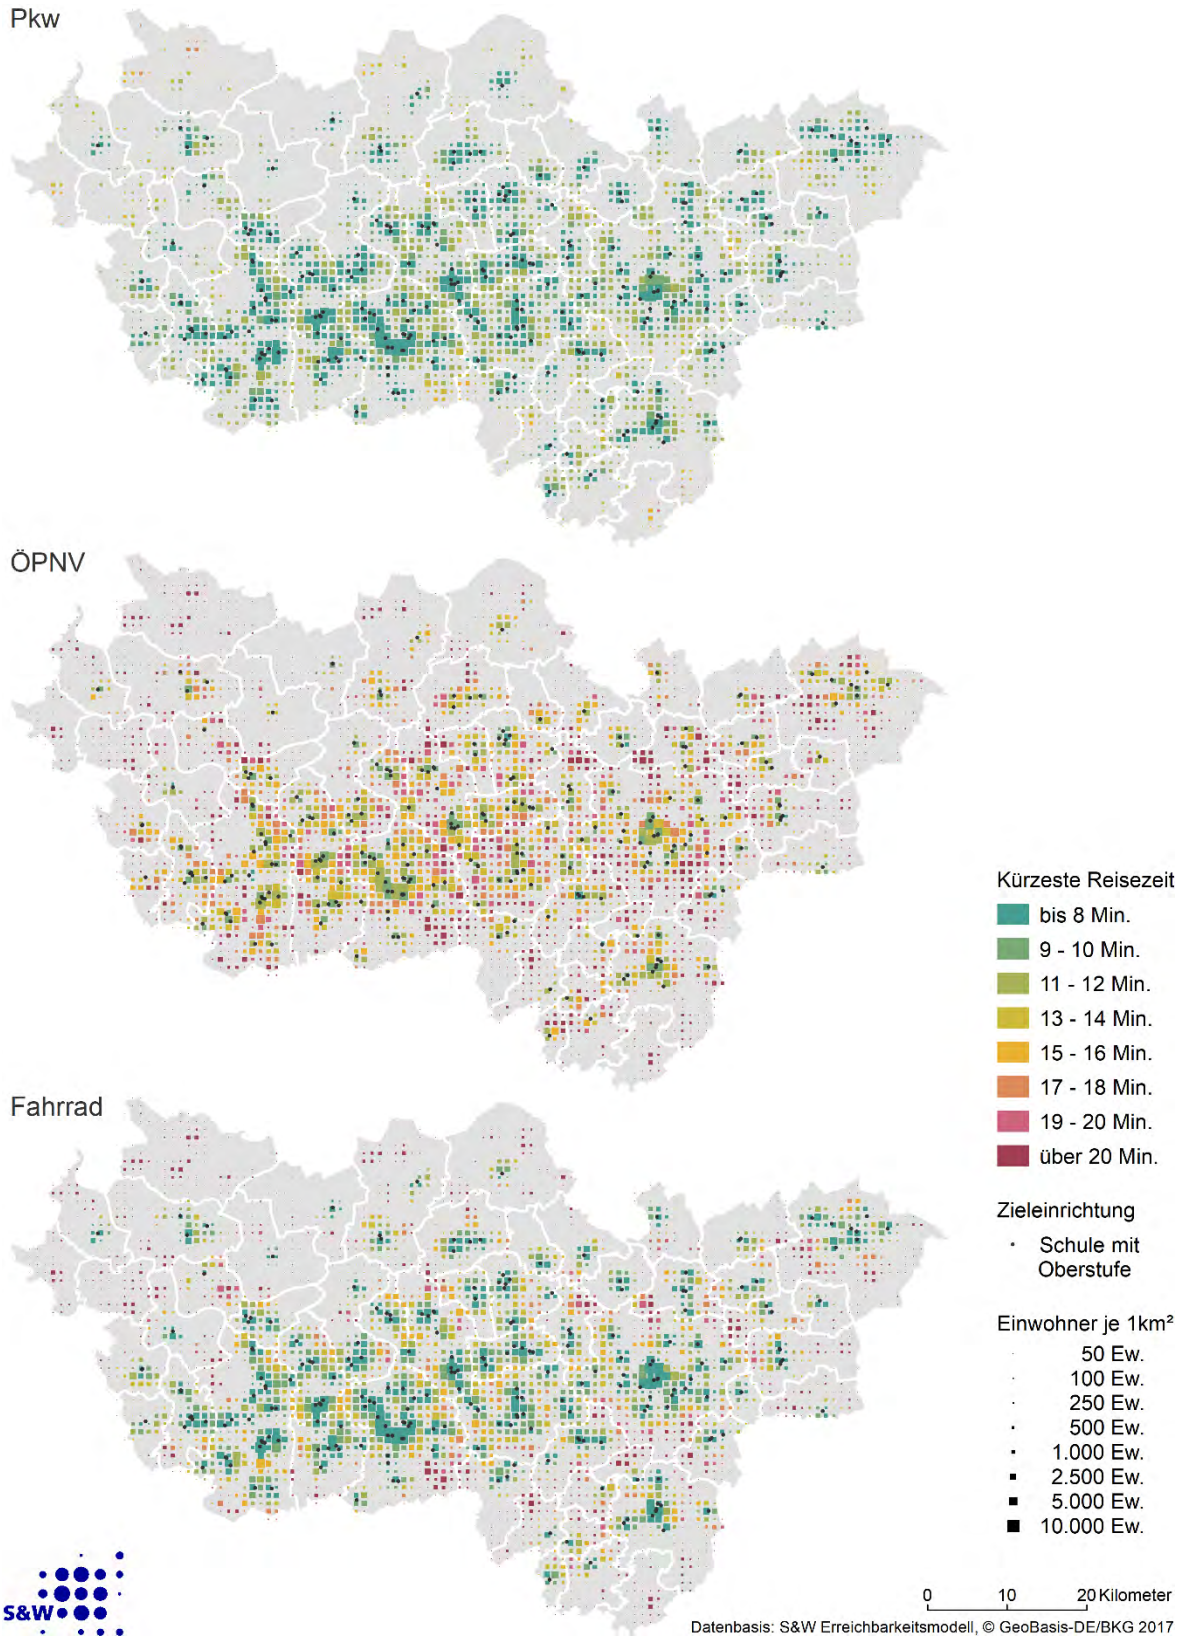 Pkw
ÖPNV
Fahrrad
Kürzeste Reisezeit
bis 8 Min.
9 - 10 Min.
11 - 12 Min.
13 - 14 Min.
15 - 16 Min.
17 - 18 Min.
19 - 20 Min.
über 20 Min.
Zieleinrichtung
Schule mit
Oberstufe
Einwohner je 1km²
50 Ew.
100 Ew.
250 Ew.
500 Ew.
1.000 Ew.
2.500 Ew.
5.000 Ew.
10.000 Ew.
S&W
0 10 20 Kilometer
Datenbasis: S&W Erreichbarkeitsmodell, © GeoBasis-DE/BKG 2017